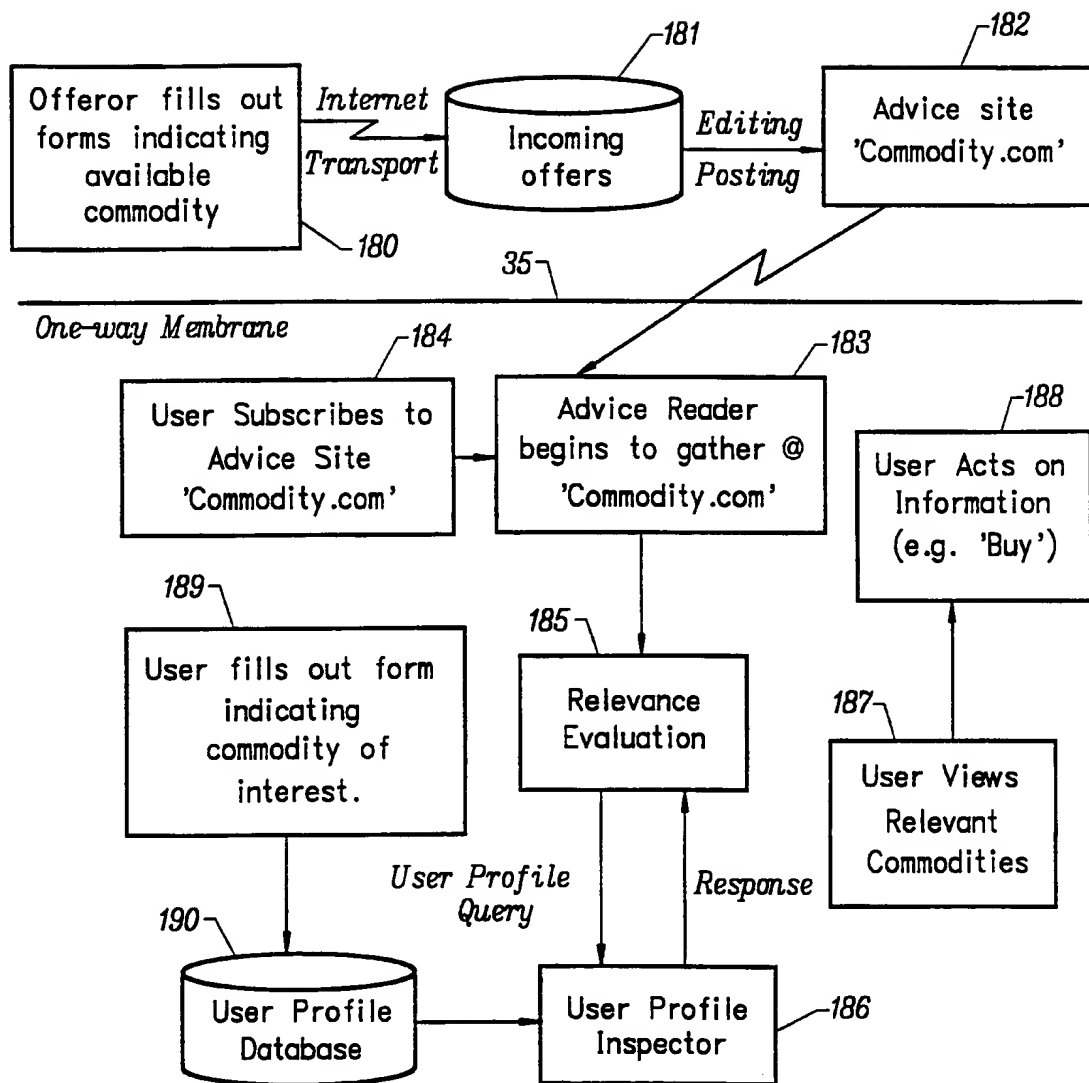 181
182
Offeror fills out
forms indicating
available
commodity
Internet
Transport
Incoming
offers
Editing
Posting
Advice site
'Commodity.com'
180
35
One-way Membrane
184
183
User Subscribes to
Advice Site
'Commodity.com'
Advice Reader
begins to gather @
'Commodity.com'
188
User Acts on
Information
(e.g. 'Buy')
189
185
User fills out form
indicating
commodity of
interest.
Relevance
Evaluation
187
User Views
Relevant
Commodities
User Profile
Query
Response
190
User Profile
Database
User Profile
Inspector
186